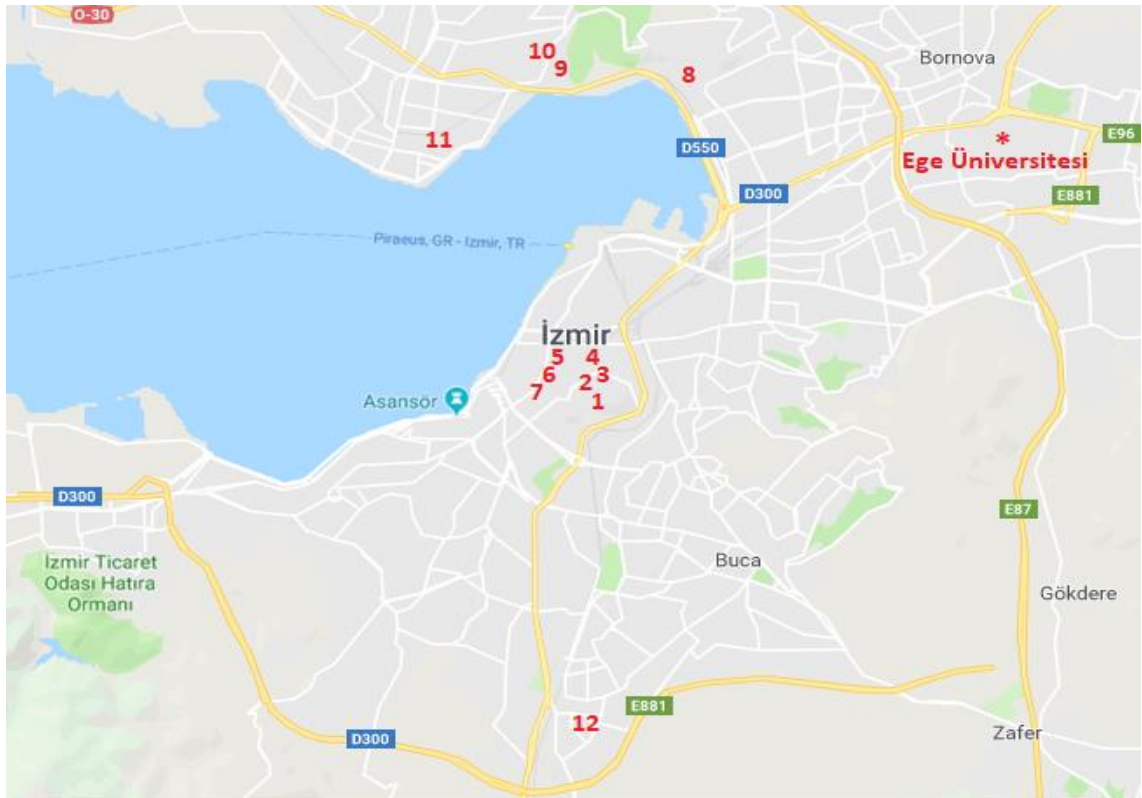 O-30
10
9
8
Bornova
11
D550
*
Ege Üniversitesi
E96
D300
E881
Piraeus, GR - Izmir, TR
İzmir
5
4
6
2
3
7
1
Asansör
D300
E87
İzmir Ticaret
Odası Hatıra
Ormanı
Buca
Gökdere
E881
12
D300
Zafer